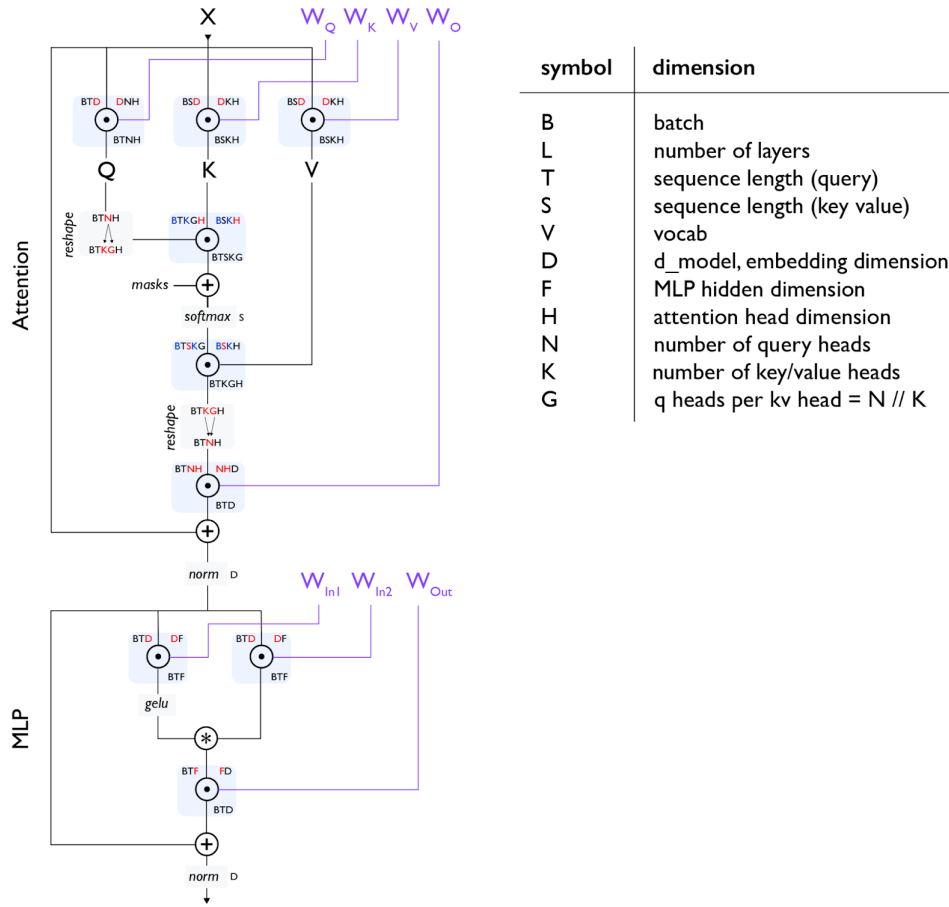 X W_Q W_K W_V W_O
BTD DNH BSD DKH BSD DKH
BTNH BSKH BSKH
Q K V
reshape
BTNH
BTKGH
BTKGH BSKH
BTSKG
masks
softmax S
BTSKG BSKH
BTKGH
reshape
BTKGH
BTNH
BTNH NHD
BTD
Attention
norm D
W_In1 W_In2 W_Out
BTD DF BTD DF
BTF BTF
gelu
BTF FD
BTD
MLP
norm D
symbol dimension
B batch
L number of layers
T sequence length (query)
S sequence length (key value)
V vocab
D d_model, embedding dimension
F MLP hidden dimension
H attention head dimension
N number of query heads
K number of key/value heads
G q heads per kv head = N // K